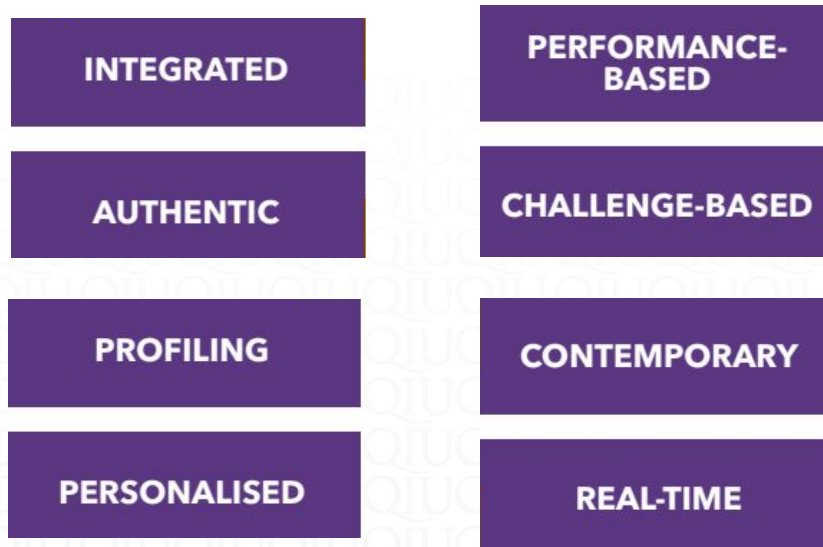 INTEGRATED
PERFORMANCE-
BASED
AUTHENTIC
CHALLENGE-BASED
PROFILING
CONTEMPORARY
PERSONALISED
REAL-TIME